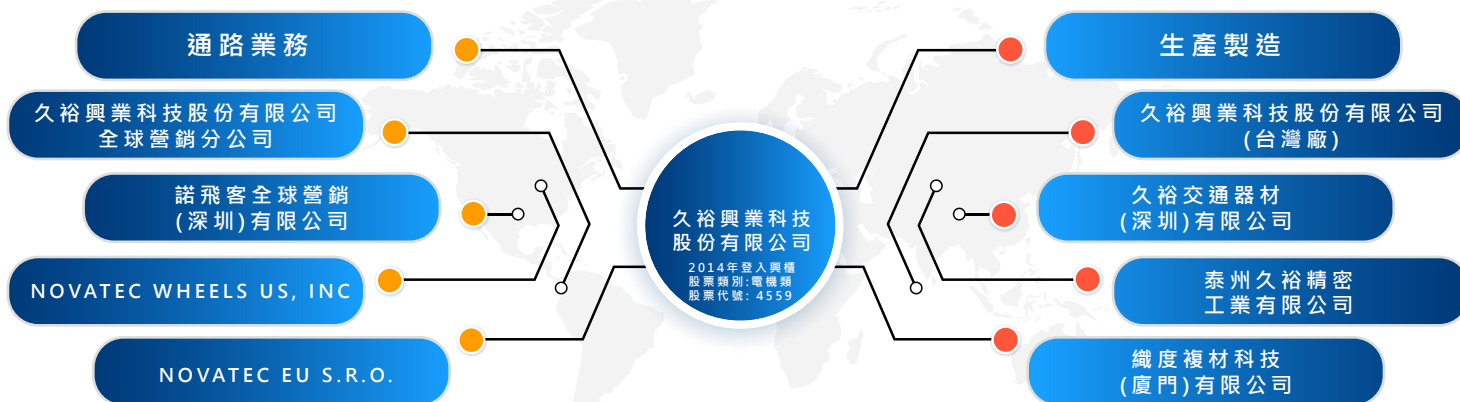 通路業務
久裕興業科技股份有限公司
全球營銷分公司
諾飛客全球營銷
(深圳)有限公司
NOVATEC WHEELS US, INC
NOVATEC EU S.R.O.
久裕興業科技
股份有限公司
2014年登入興櫃
股票類別:電機類
股票代號: 4559
生產製造
久裕興業科技股份有限公司
(台灣廠)
久裕交通器材
(深圳)有限公司
泰州久裕精密
工業有限公司
織度複材科技
(廈門)有限公司